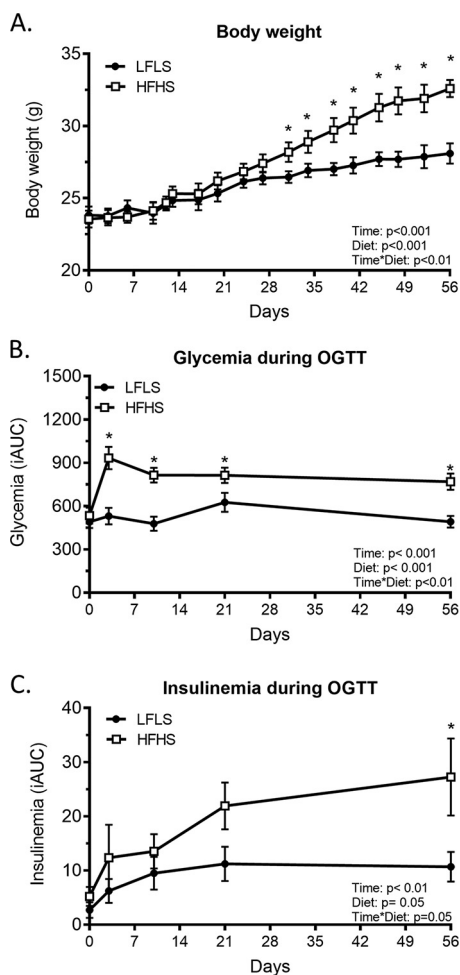 A.
Body weight
LFLS
HFHS
Body weight (g)
35
30
25
20
* * * * * * * *
Time: p<0.001
Diet: p<0.001
Time*Diet: p<0.01
0 7 14 21 28 35 42 49 56
Days
B.
Glycemia during OGTT
LFLS
HFHS
Glycemia (iAUC)
1500
1200
900
600
300
0
* * * *
Time: p< 0.001
Diet: p< 0.001
Time*Diet: p<0.01
0 7 14 21 28 35 42 49 56
Days
C.
Insulinemia during OGTT
LFLS
HFHS
Insulinemia (iAUC)
40
30
20
10
0
*
Time: p< 0.01
Diet: p= 0.05
Time*Diet: p=0.05
0 7 14 21 28 35 42 49 56
Days